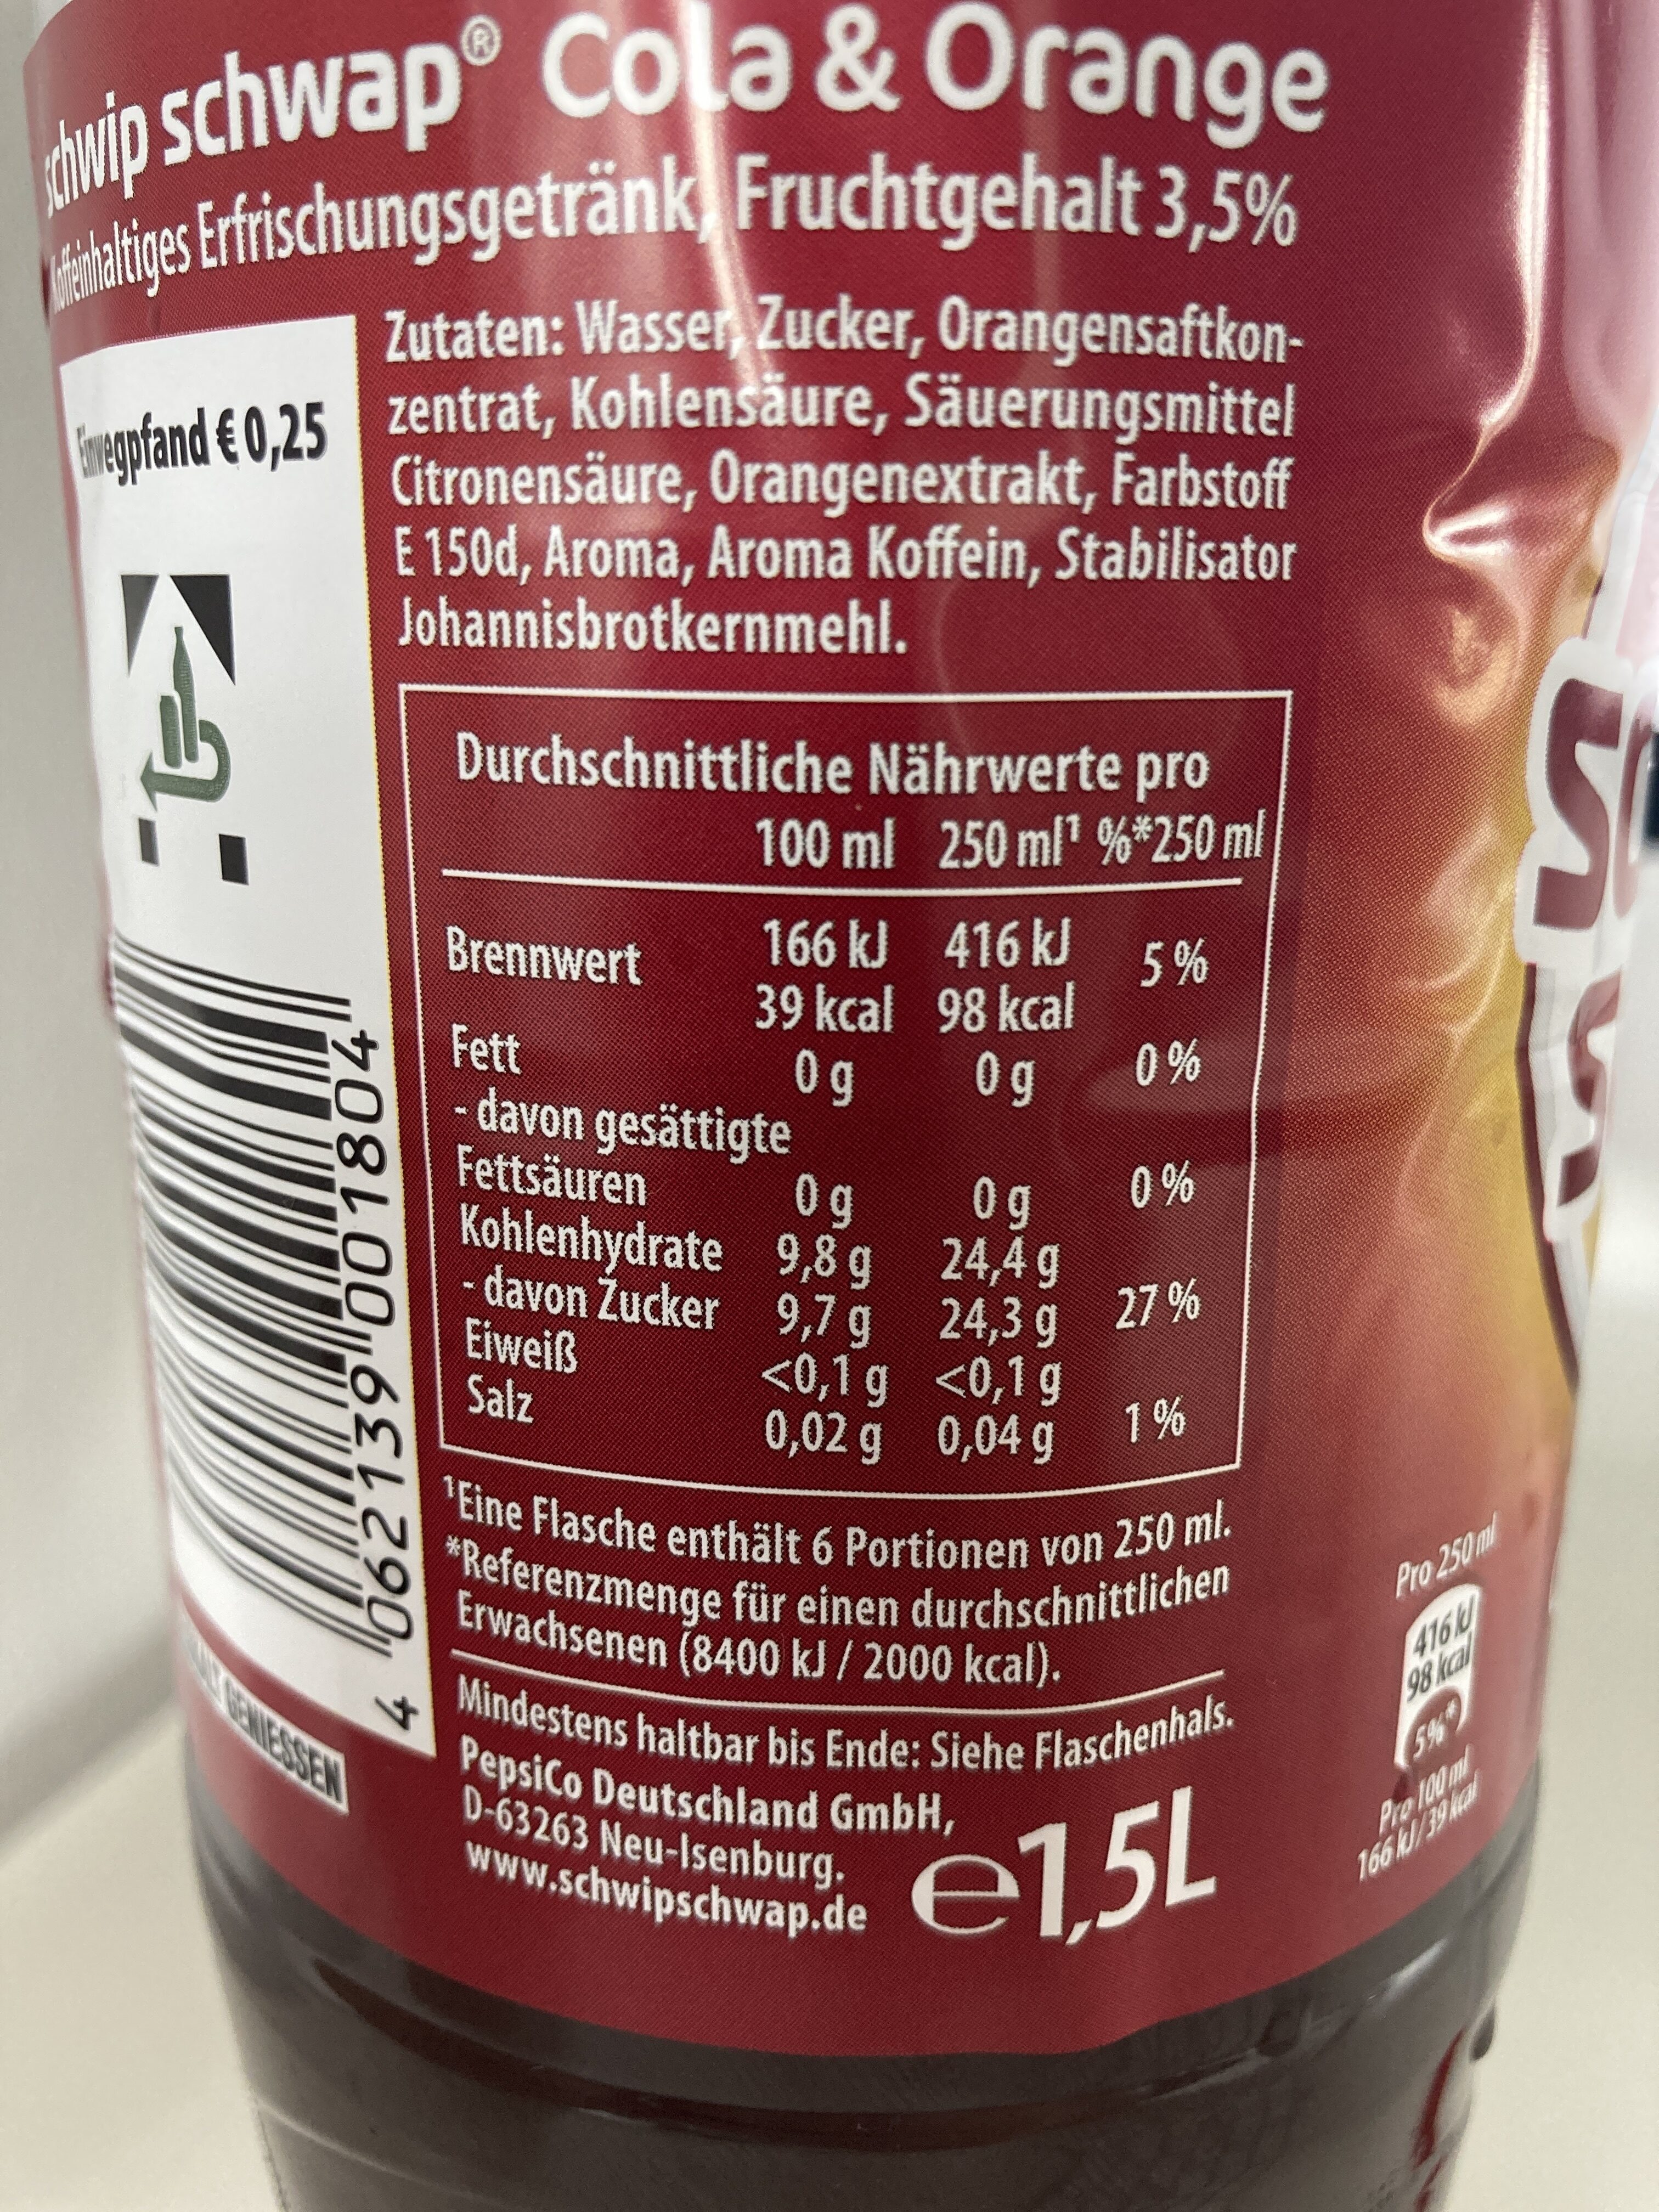 schwip schwap® Cola & Orange
Koffeinhaltiges Erfrischungsgetränk, Fruchtgehalt 3,5%
Zutaten: Wasser, Zucker, Orangensaftkon-
zentrat, Kohlensäure, Säuerungsmittel
Citronensäure, Orangenextrakt, Farbstoff
E 150d, Aroma, Aroma Koffein, Stabilisator
Johannisbrotkernmehl.
Einwegpfand € 0,25
4 062139 001804
GENIESSEN
Durchschnittliche Nährwerte pro
100 ml 250 ml¹ %*250 ml
Brennwert 166 kJ 416 kJ 5 %
39 kcal 98 kcal
Fett 0 g 0 g 0 %
- davon gesättigte
Fettsäuren 0 g 0 g 0 %
Kohlenhydrate 9,8 g 24,4 g
- davon Zucker 9,7 g 24,3 g 27 %
Eiweiß <0,1 g <0,1 g
Salz 0,02 g 0,04 g 1 %
¹Eine Flasche enthält 6 Portionen von 250 ml.
*Referenzmenge für einen durchschnittlichen
Erwachsenen (8400 kJ / 2000 kcal).
Mindestens haltbar bis Ende: Siehe Flaschenhals.
PepsiCo Deutschland GmbH,
D-63263 Neu-Isenburg.
www.schwipschwap.de
e1,5L
Pro 250 ml
416 kJ
98 kcal
5%*
Pro 100 ml
166 kJ / 39 kcal